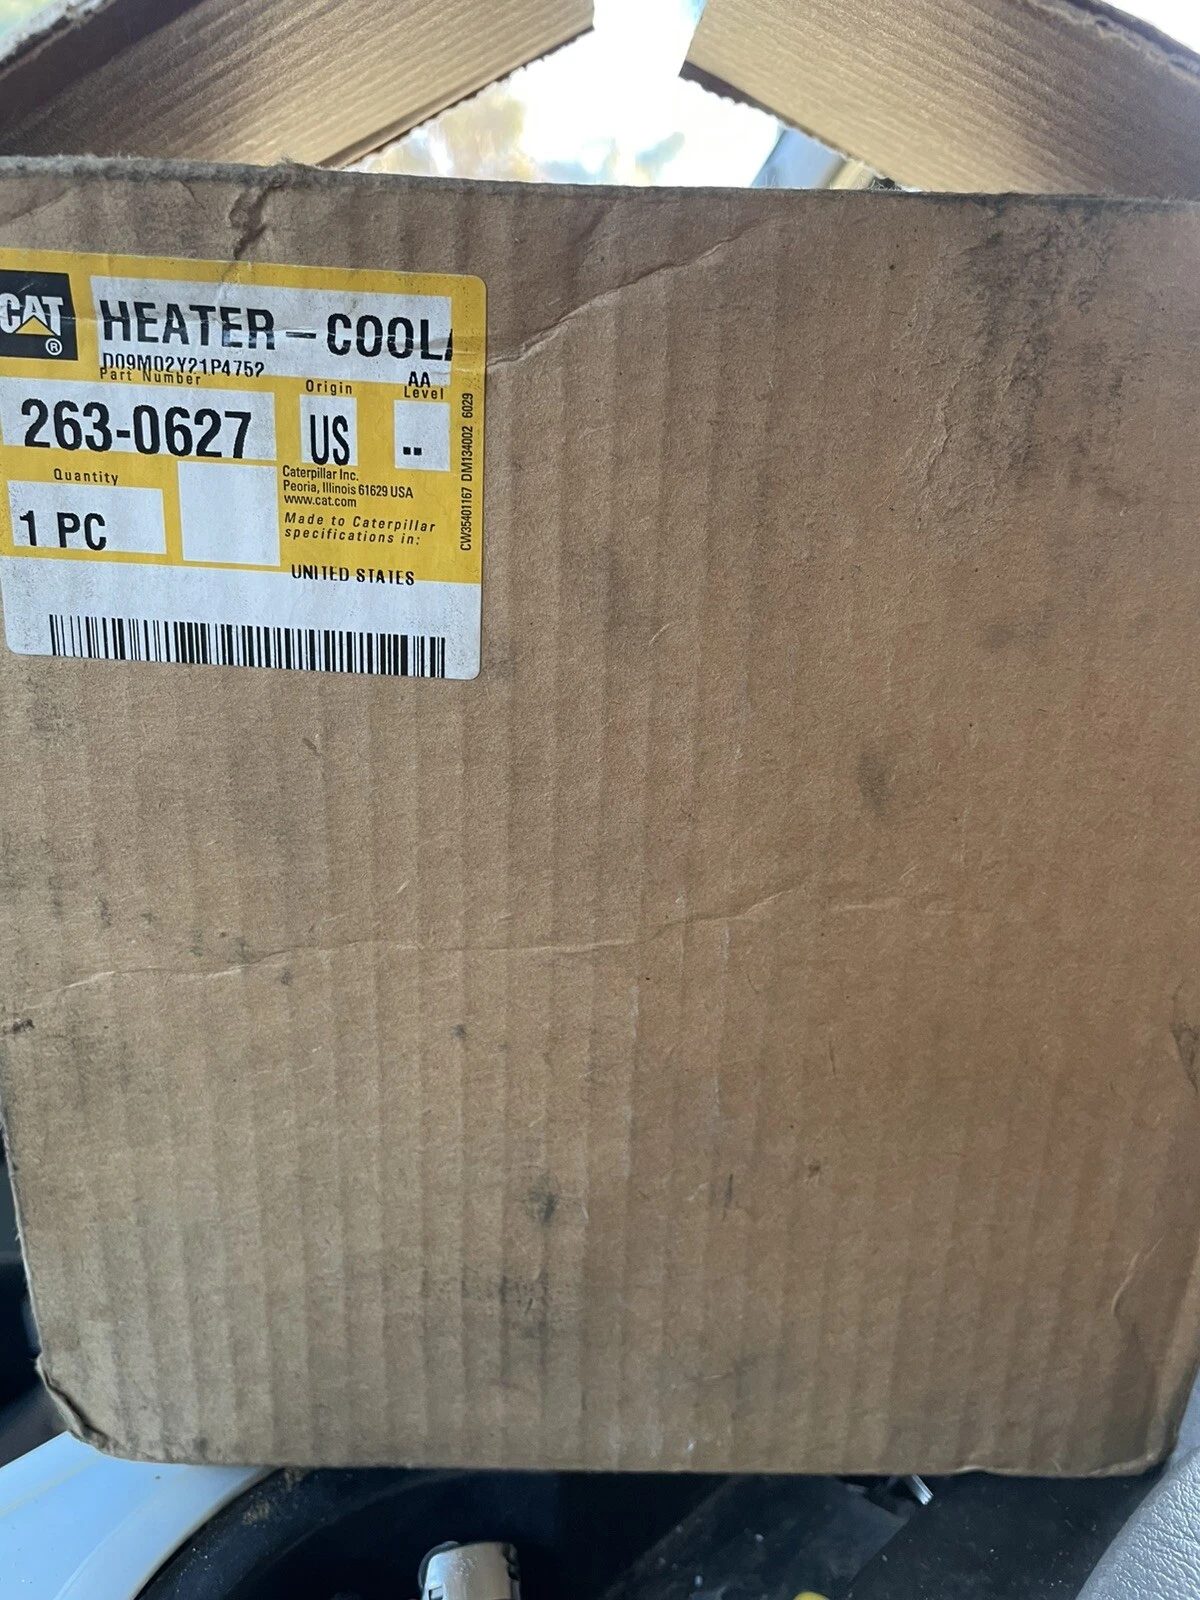 CAT®
HEATER-COOLA
D09M02Y21P4752
Part Number
Origin
AA
Level
263-0627
US
..
Quantity
1 PC
Caterpillar Inc.
Peoria, Illinois 61629 USA
www.cat.com
Made to Caterpillar
specifications in:
UNITED STATES
CW35401167 DM134002 6029